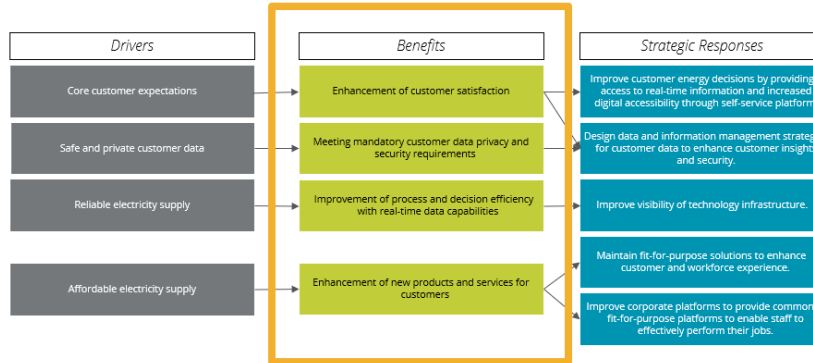 Drivers
Benefits
Strategic Responses
Core customer expectations
Enhancement of customer satisfaction
Improve customer energy decisions by providing
access to real-time information and increased
digital accessibility through self-service platform
Safe and private customer data
Meeting mandatory customer data privacy and
security requirements
Design data and information management strateg
for customer data to enhance customer insight
and security.
Reliable electricity supply
Improvement of process and decision efficiency
with real-time data capabilities
Improve visibility of technology infrastructure.
Affordable electricity supply
Enhancement of new products and services for
customers
Maintain fit-for-purpose solutions to enhance
customer and workforce experience.
Improve corporate platforms to provide common
fit-for-purpose platforms to enable staff to
effectively perform their jobs.